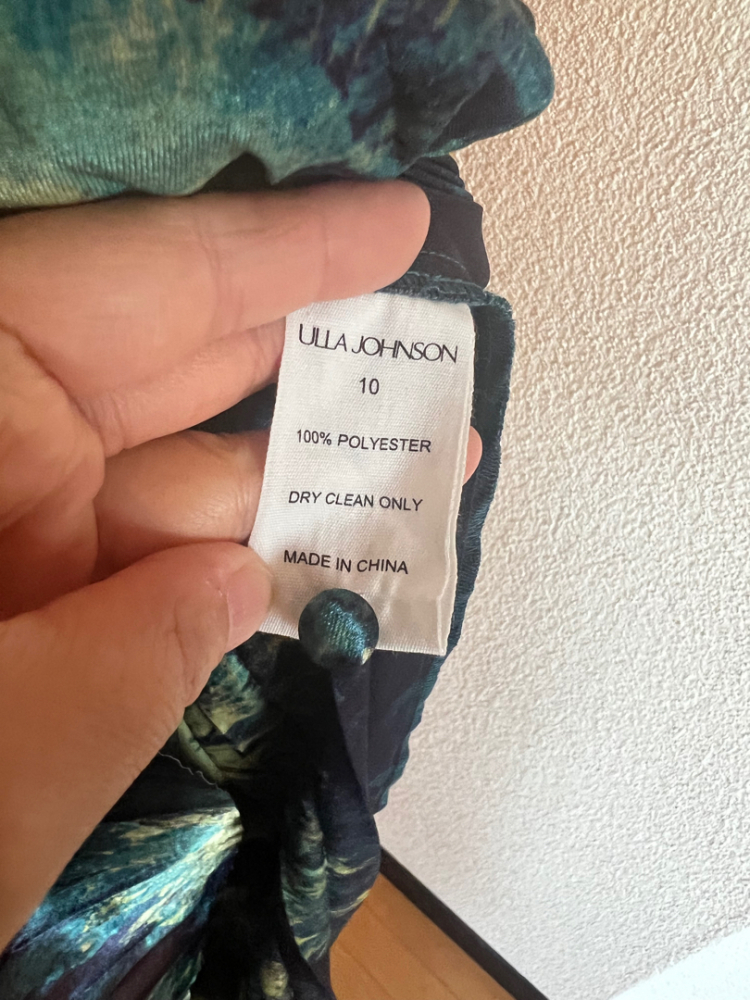 ULLA JOHNSON
10
100% POLYESTER
DRY CLEAN ONLY
MADE IN CHINA